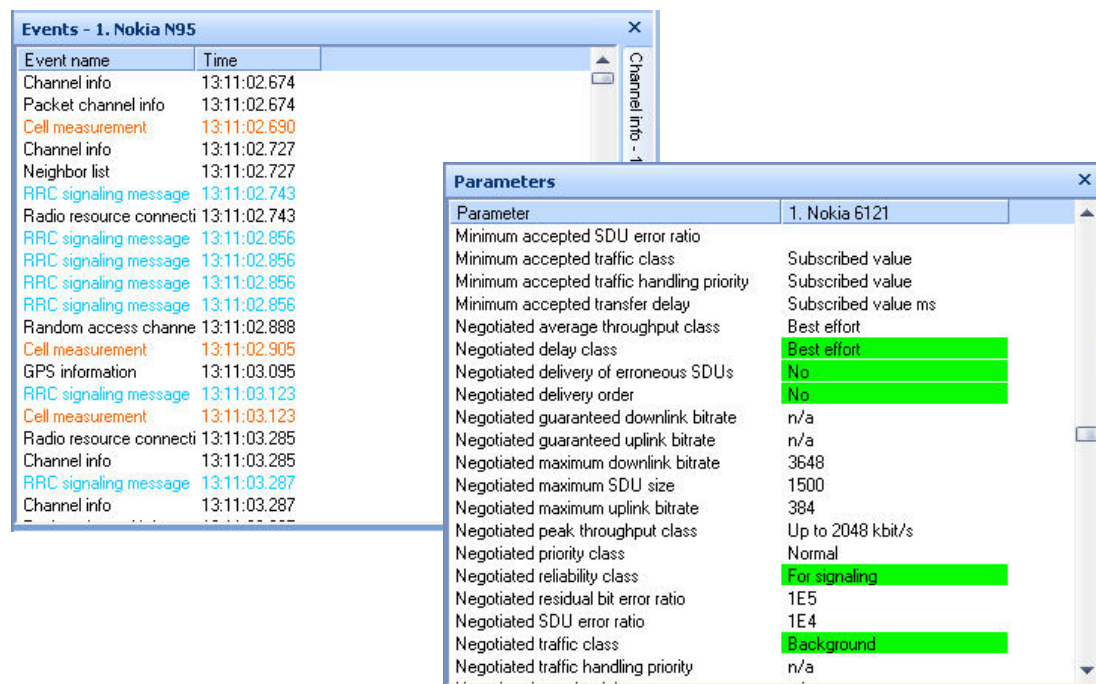 Events - 1. Nokia N95
Event name Time
Channel info 13:11:02.674
Packet channel info 13:11:02.674
Cell measurement 13:11:02.690
Channel info 13:11:02.727
Neighbor list 13:11:02.727
RRC signaling message 13:11:02.743
Radio resource connecti 13:11:02.743
RRC signaling message 13:11:02.856
RRC signaling message 13:11:02.856
RRC signaling message 13:11:02.856
RRC signaling message 13:11:02.856
Random access channe 13:11:02.888
Cell measurement 13:11:02.905
GPS information 13:11:03.095
RRC signaling message 13:11:03.123
Cell measurement 13:11:03.123
Radio resource connecti 13:11:03.285
Channel info 13:11:03.285
RRC signaling message 13:11:03.287
Channel info 13:11:03.287
Channel info - 1
Parameters
Parameter 1. Nokia 6121
Minimum accepted SDU error ratio
Minimum accepted traffic class Subscribed value
Minimum accepted traffic handling priority Subscribed value
Minimum accepted transfer delay Subscribed value ms
Negotiated average throughput class Best effort
Negotiated delay class Best effort
Negotiated delivery of erroneous SDUs No
Negotiated delivery order No
Negotiated guaranteed downlink bitrate n/a
Negotiated guaranteed uplink bitrate n/a
Negotiated maximum downlink bitrate 3648
Negotiated maximum SDU size 1500
Negotiated maximum uplink bitrate 384
Negotiated peak throughput class Up to 2048 kbit/s
Negotiated priority class Normal
Negotiated reliability class For signaling
Negotiated residual bit error ratio 1E5
Negotiated SDU error ratio 1E4
Negotiated traffic class Background
Negotiated traffic handling priority n/a